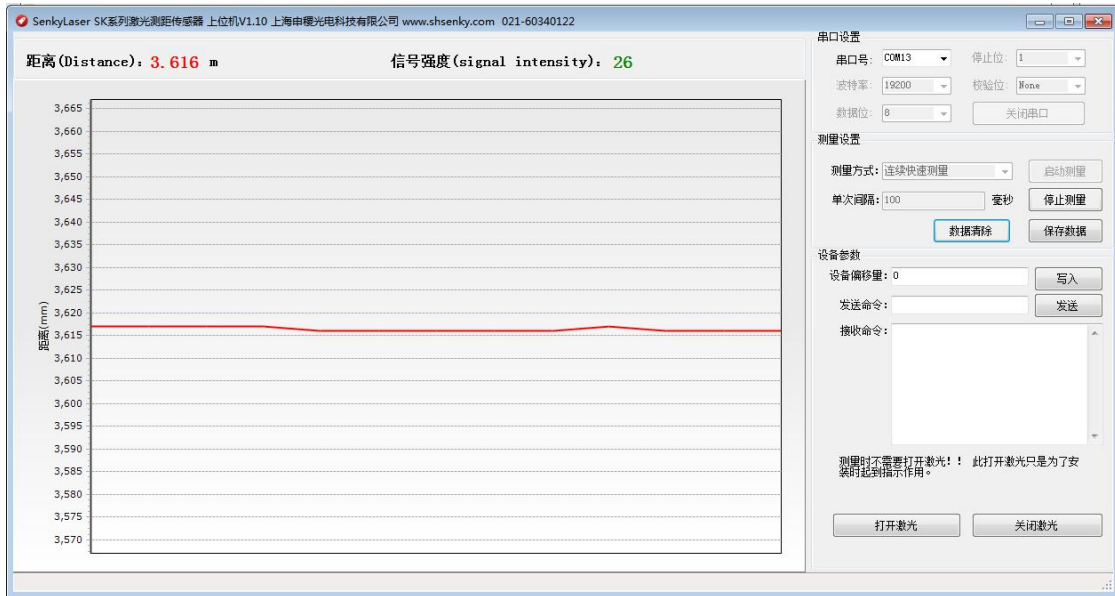 SenkyLaser SK系列激光测距传感器 上位机V1.10 上海申稷光电科技有限公司 www.shsenky.com 021-60340122
距离(Distance): 3.616 m
信号强度(signal intensity): 26
3,665
3,660
3,655
3,650
3,645
3,640
3,635
3,630
3,625
3,620
3,615
3,610
3,605
3,600
3,595
3,590
3,585
3,580
3,575
3,570
距离(mm)
串口设置
串口号: COM13 停止位: 1
波特率: 19200 校验位: None
数据位: 8 关闭串口
测量设置
测量方式: 连续快速测量 启动测量
单次间隔: 100 毫秒 停止测量
数据清除 保存数据
设备参数
设备偏移量: 0 写入
发送命令: 发送
接收命令:
测量时不需要打开激光!! 此打开激光只是为了安
装时起到指示作用。
打开激光 关闭激光